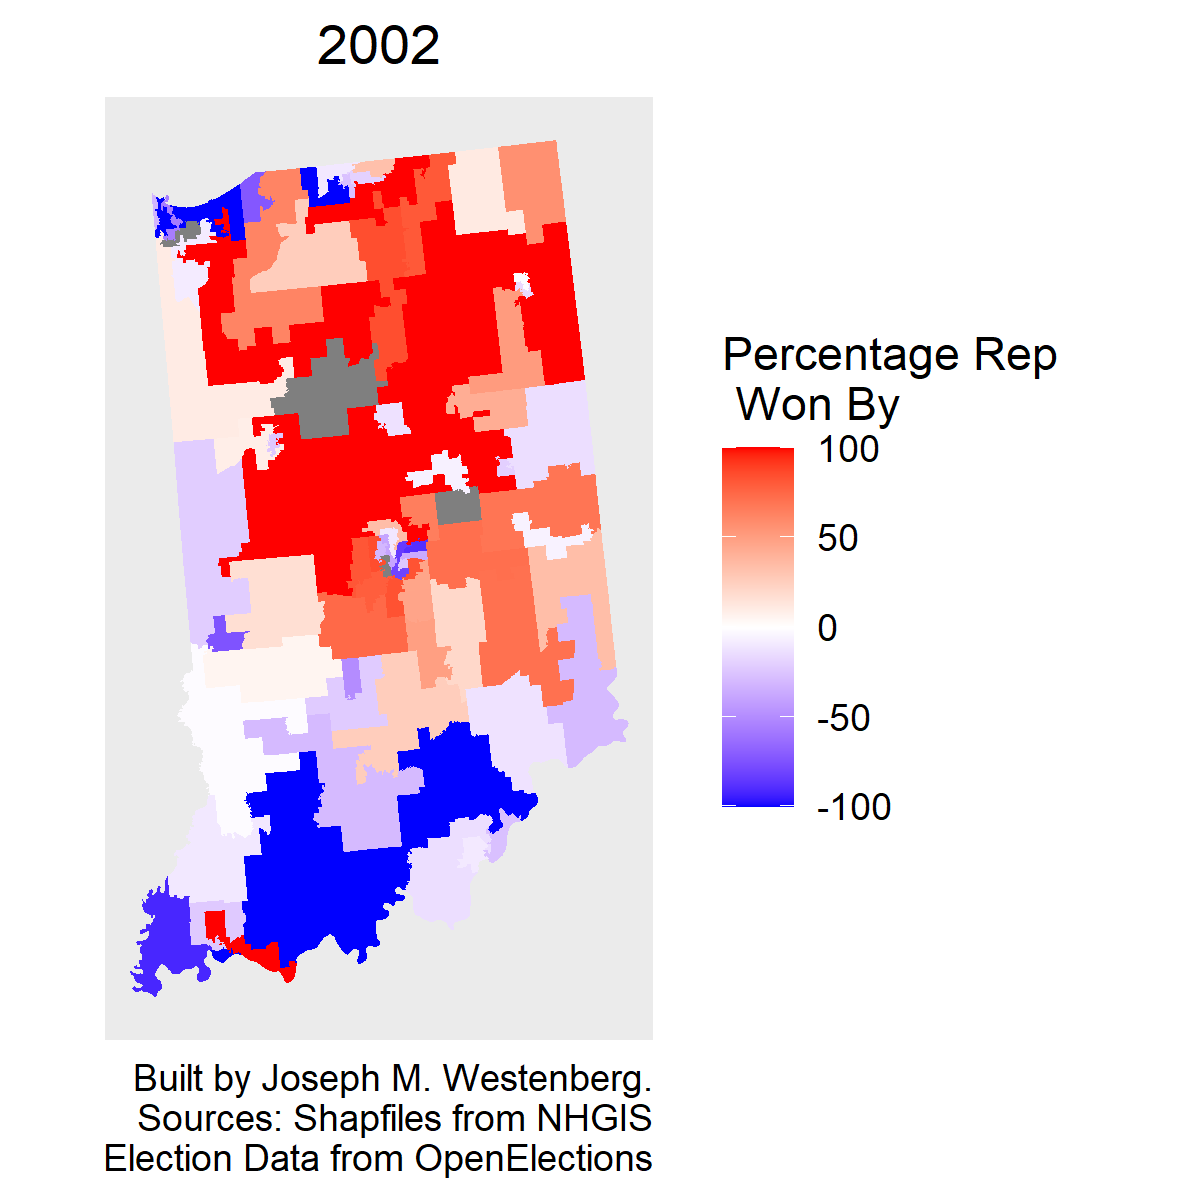 2002
Percentage Rep
Won By
100
50
0
-50
-100
Built by Joseph M. Westenberg.
Sources: Shapfiles from NHGIS
Election Data from OpenElections